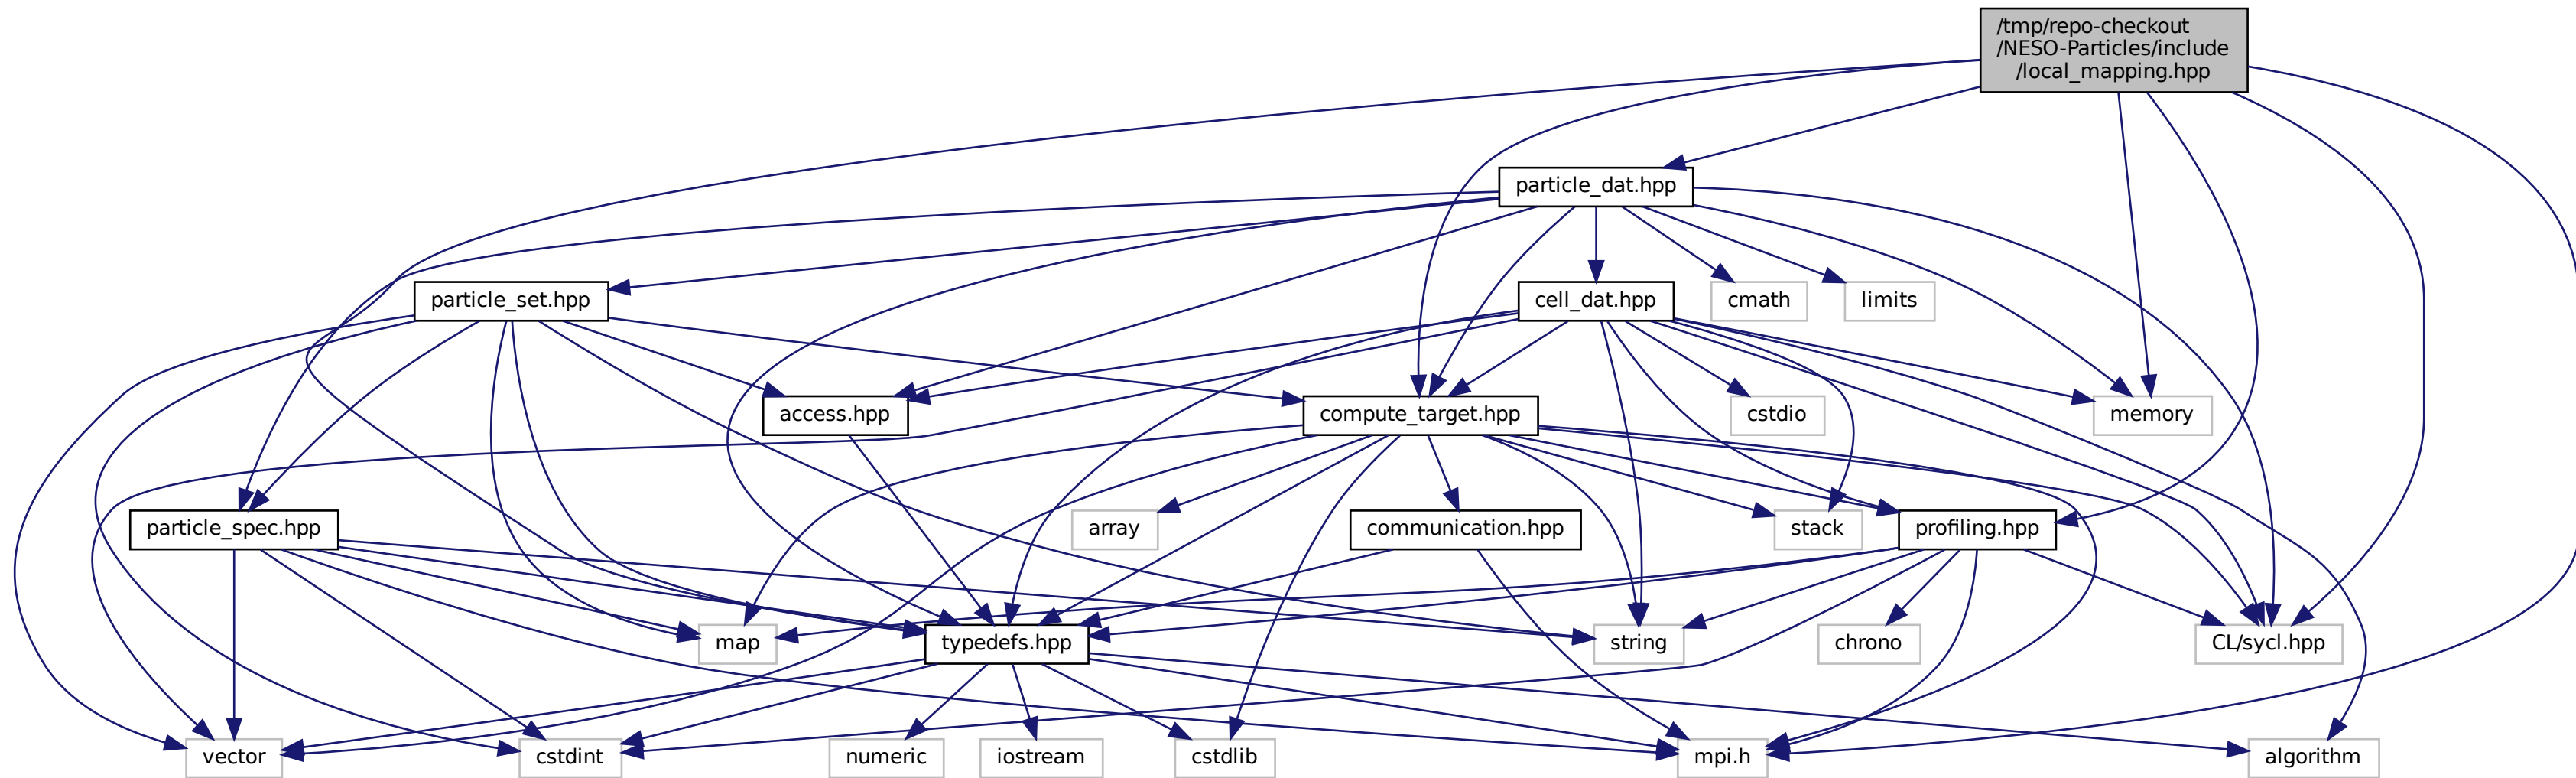 /tmp/repo-checkout
/NESO-Particles/include
/local_mapping.hpp
particle_dat.hpp
particle_set.hpp
cell_dat.hpp
cmath
limits
access.hpp
compute_target.hpp
cstdio
memory
particle_spec.hpp
array
communication.hpp
stack
profiling.hpp
map
typedefs.hpp
string
chrono
CL/sycl.hpp
vector
cstdint
numeric
iostream
cstdlib
mpi.h
algorithm